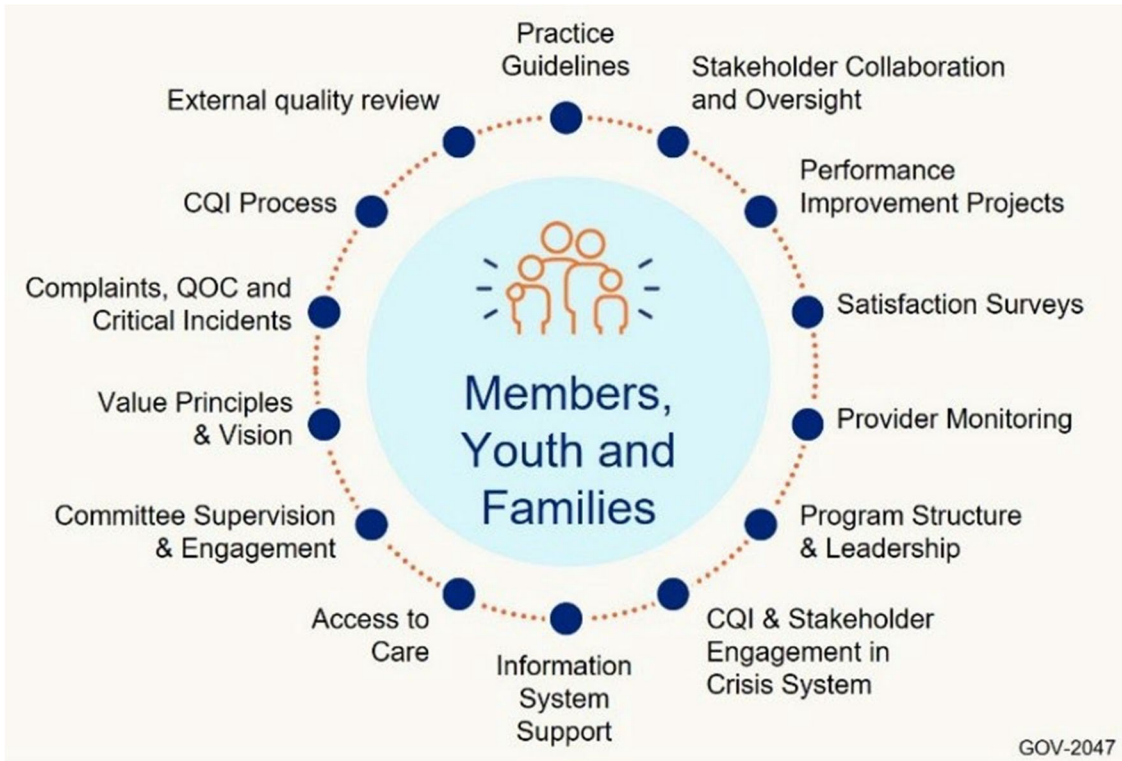 Practice
Guidelines
Stakeholder Collaboration
and Oversight
Performance
Improvement Projects
Satisfaction Surveys
Provider Monitoring
Program Structure
& Leadership
CQI & Stakeholder
Engagement in
Crisis System
Information
System
Support
Access to
Care
Committee Supervision
& Engagement
Value Principles
& Vision
Complaints, QOC and
Critical Incidents
CQI Process
External quality review
Members,
Youth and
Families
GOV-2047